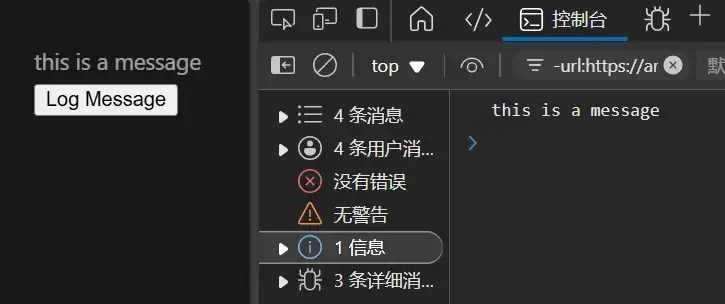 this is a message
Log Message
控制台
top
-url:https://ar
默
4 条消息
4 条用户消...
没有错误
无警告
1 信息
3 条详细消...
this is a message